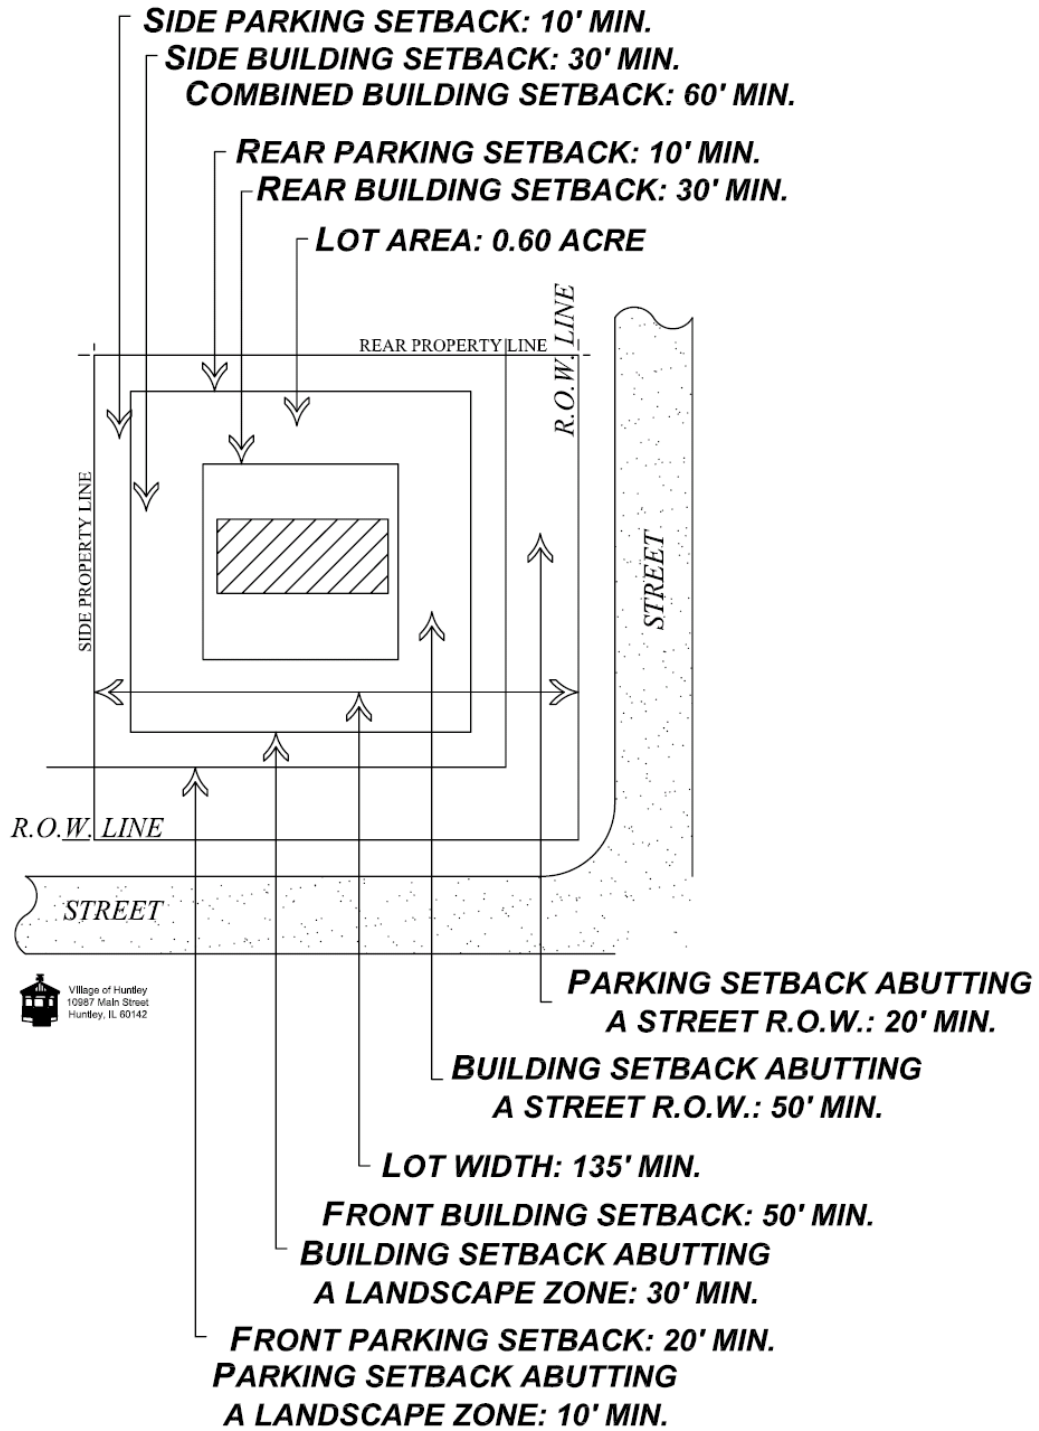 SIDE PARKING SETBACK: 10' MIN.
SIDE BUILDING SETBACK: 30' MIN.
COMBINED BUILDING SETBACK: 60' MIN.
REAR PARKING SETBACK: 10' MIN.
REAR BUILDING SETBACK: 30' MIN.
LOT AREA: 0.60 ACRE
REAR PROPERTY LINE
R.O.W. LINE
SIDE PROPERTY LINE
STREET
R.O.W. LINE
STREET
Village of Huntley
10987 Main Street
Huntley, IL 60142
PARKING SETBACK ABUTTING
A STREET R.O.W.: 20' MIN.
BUILDING SETBACK ABUTTING
A STREET R.O.W.: 50' MIN.
LOT WIDTH: 135' MIN.
FRONT BUILDING SETBACK: 50' MIN.
BUILDING SETBACK ABUTTING
A LANDSCAPE ZONE: 30' MIN.
FRONT PARKING SETBACK: 20' MIN.
PARKING SETBACK ABUTTING
A LANDSCAPE ZONE: 10' MIN.